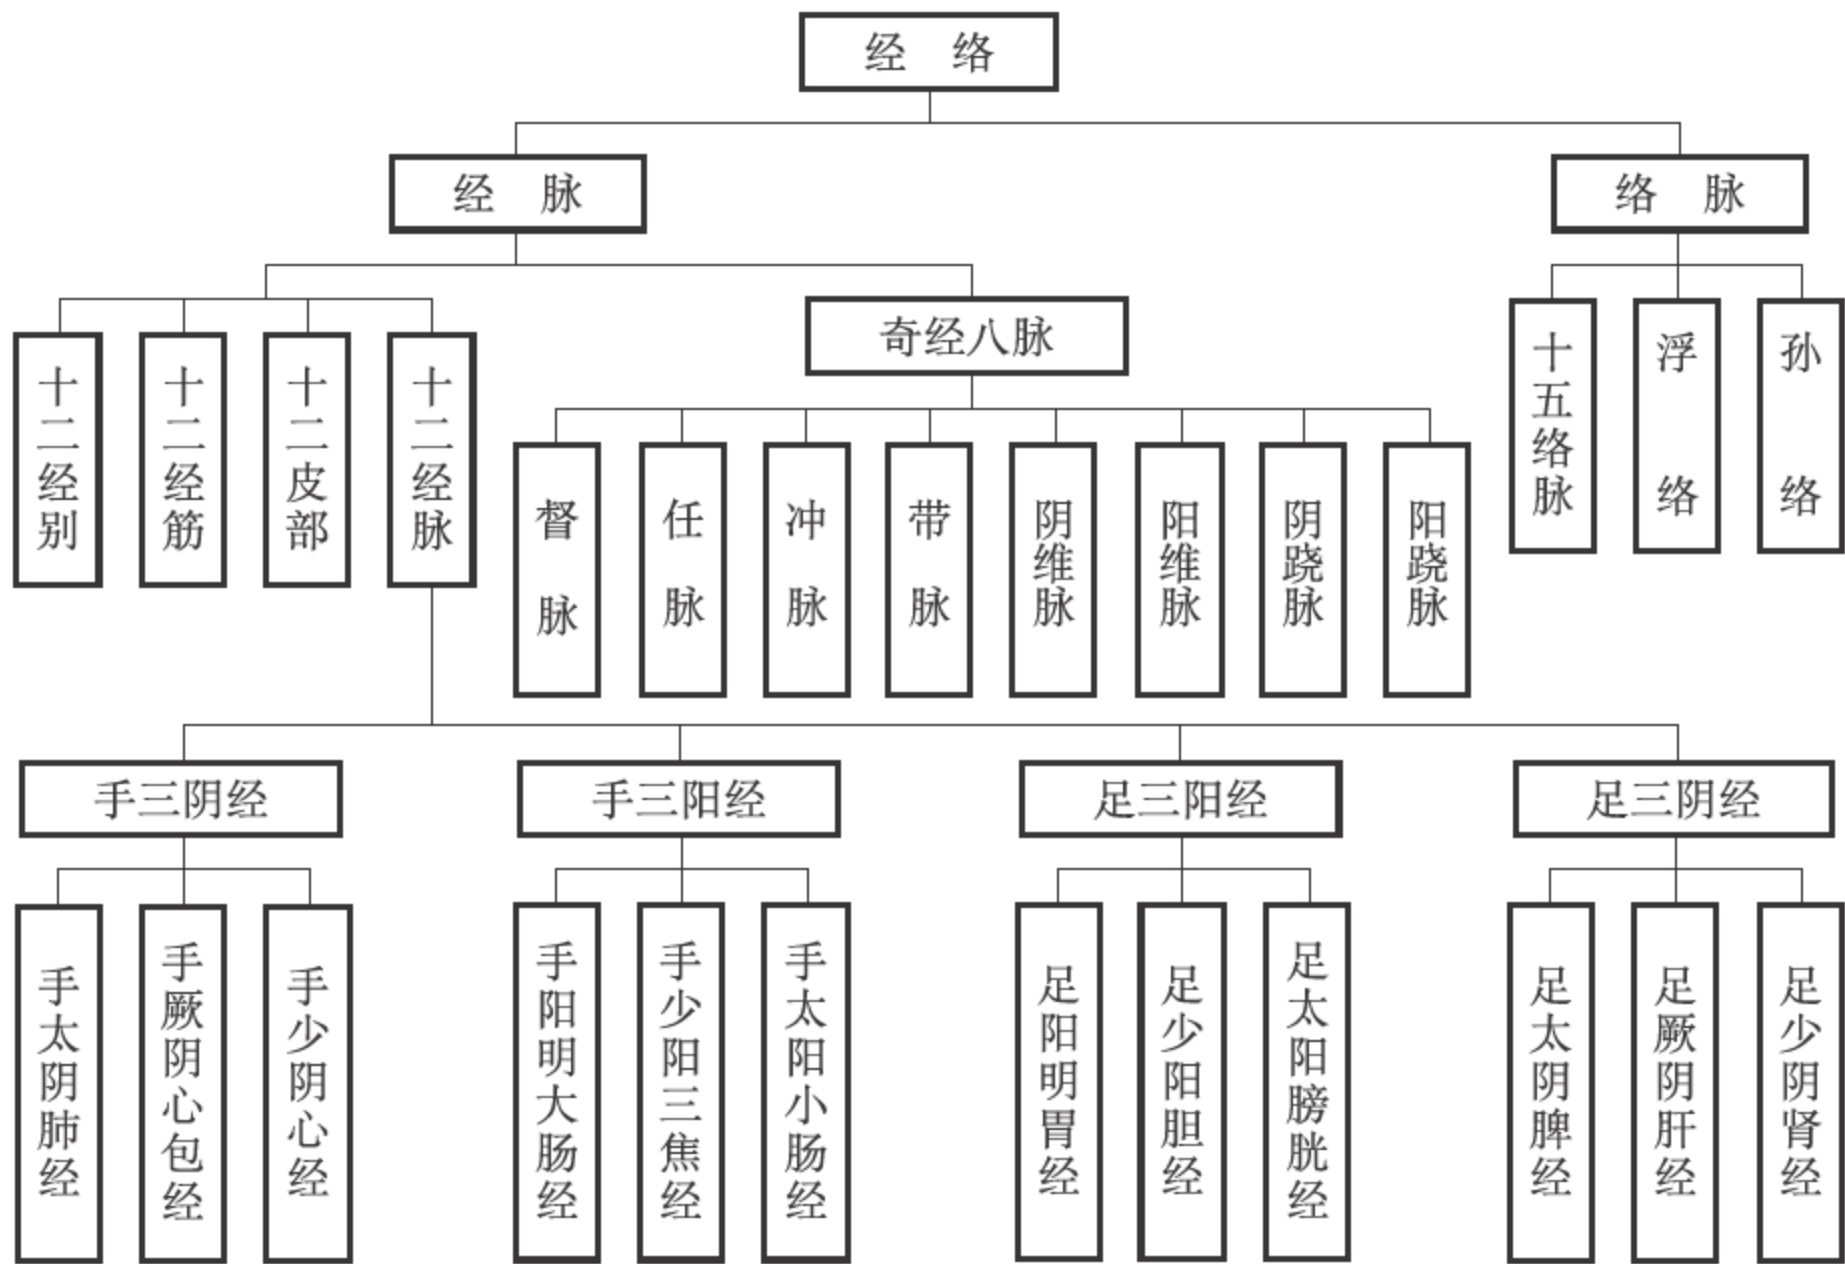 经 络
经 脉
络 脉
十二经别
十二经筋
十二皮部
十二经脉
奇经八脉
督脉
任脉
冲脉
带脉
阴维脉
阳维脉
阴跷脉
阳跷脉
十五络脉
浮络
孙络
手三阴经
手三阳经
足三阳经
足三阴经
手太阴肺经
手厥阴心包经
手少阴心经
手阳明大肠经
手少阳三焦经
手太阳小肠经
足阳明胃经
足少阳胆经
足太阳膀胱经
足太阴脾经
足厥阴肝经
足少阴肾经